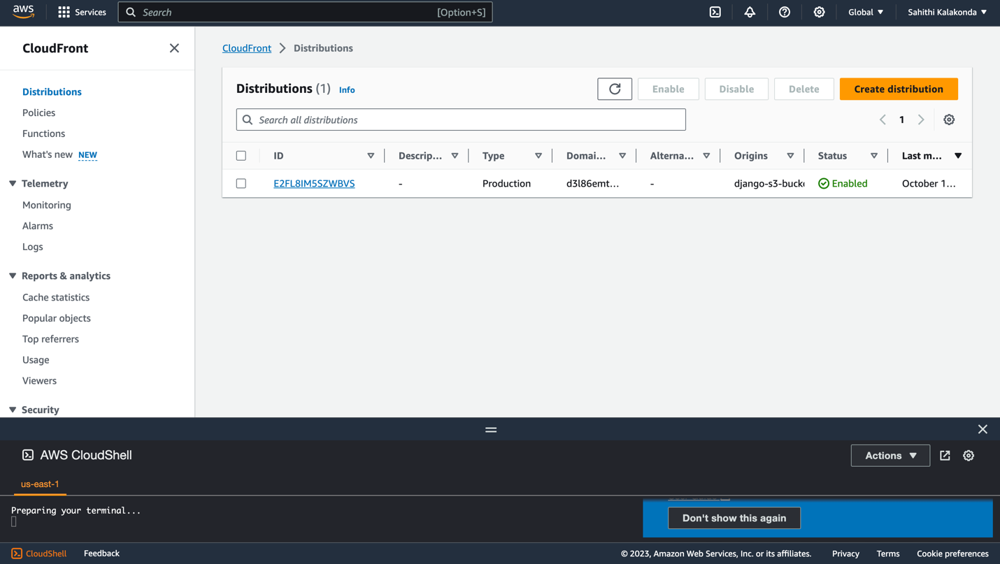 aws
Services
Search [Option+S]
Global
Sahithi Kalakonda
CloudFront
Distributions
Policies
Functions
What's new NEW
Telemetry
Monitoring
Alarms
Logs
Reports & analytics
Cache statistics
Popular objects
Top referrers
Usage
Viewers
Security
CloudFront Distributions
Distributions (1) Info
Enable Disable Delete Create distribution
Search all distributions
1
ID Descrip... Type Domai... Alterna... Origins Status Last m...
E2FL8IM5SZWBVS - Production d3l86emt... - django-s3-bucke Enabled October 1...
AWS CloudShell
Actions
us-east-1
Preparing your terminal...
Don't show this again
CloudShell Feedback © 2023, Amazon Web Services, Inc. or its affiliates. Privacy Terms Cookie preferences